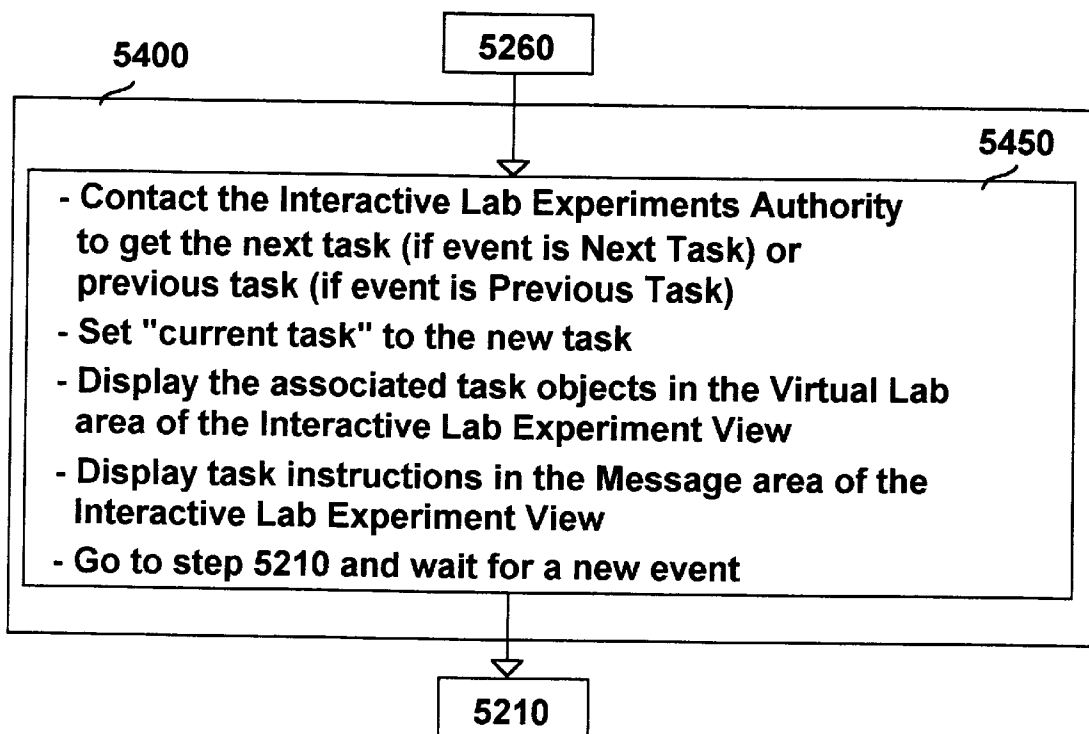 5260
5400
5450
- Contact the Interactive Lab Experiments Authority
to get the next task (if event is Next Task) or
previous task (if event is Previous Task)
- Set "current task" to the new task
- Display the associated task objects in the Virtual Lab
area of the Interactive Lab Experiment View
- Display task instructions in the Message area of the
Interactive Lab Experiment View
- Go to step 5210 and wait for a new event
5210